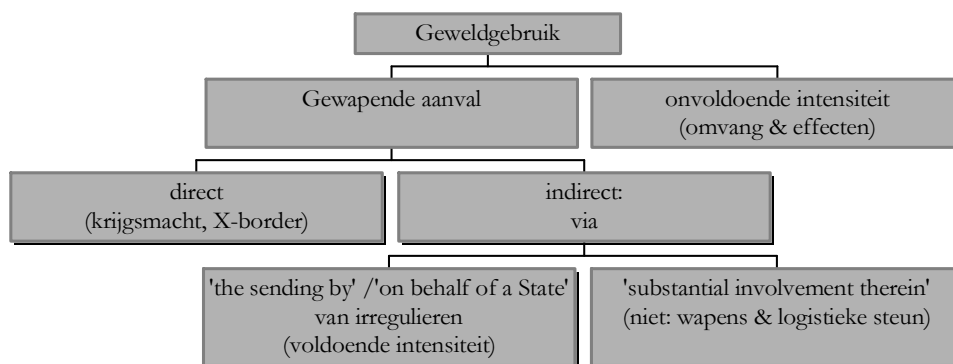 Geweldgebruik
Gewapende aanval
onvoldoende intensiteit
(omvang & effecten)
direct
(krijgsmacht, X-border)
indirect:
via
'the sending by' /'on behalf of a State'
van irregulieren
(voldoende intensiteit)
'substantial involvement therein'
(niet: wapens & logistieke steun)